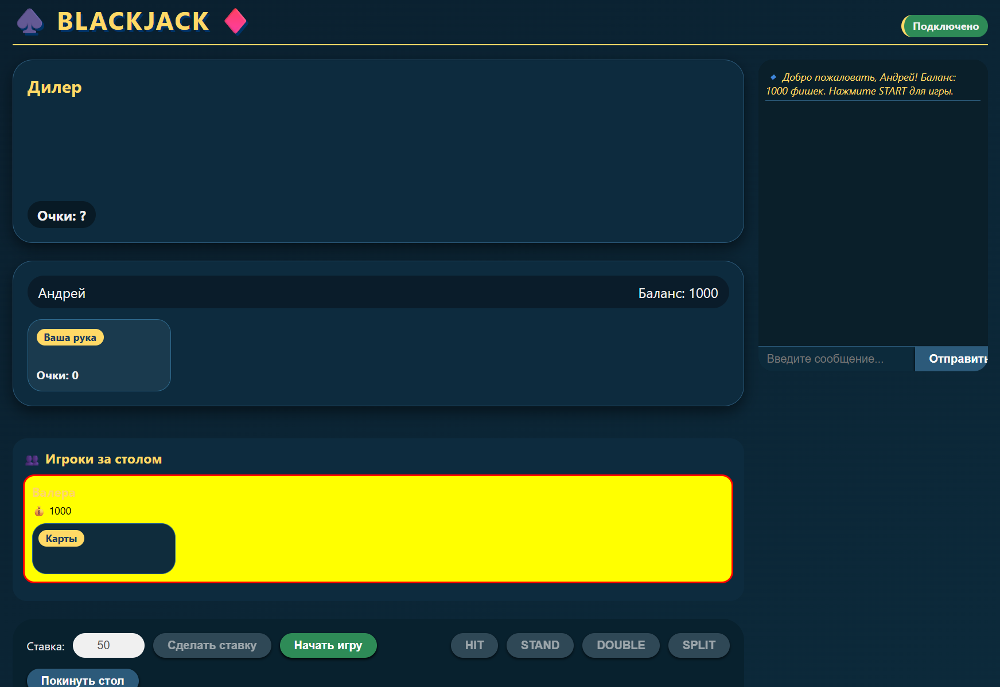 BLACKJACK
Подключено
Дилер
Очки: ?
Добро пожаловать, Андрей! Баланс:
1000 фишек. Нажмите START для игры.
Введите сообщение...
Отправить
Андрей
Баланс: 1000
Ваша рука
Очки: 0
Игроки за столом
Валера
1000
Карты
Ставка:
50
Сделать ставку
Начать игру
HIT
STAND
DOUBLE
SPLIT
Покинуть стол